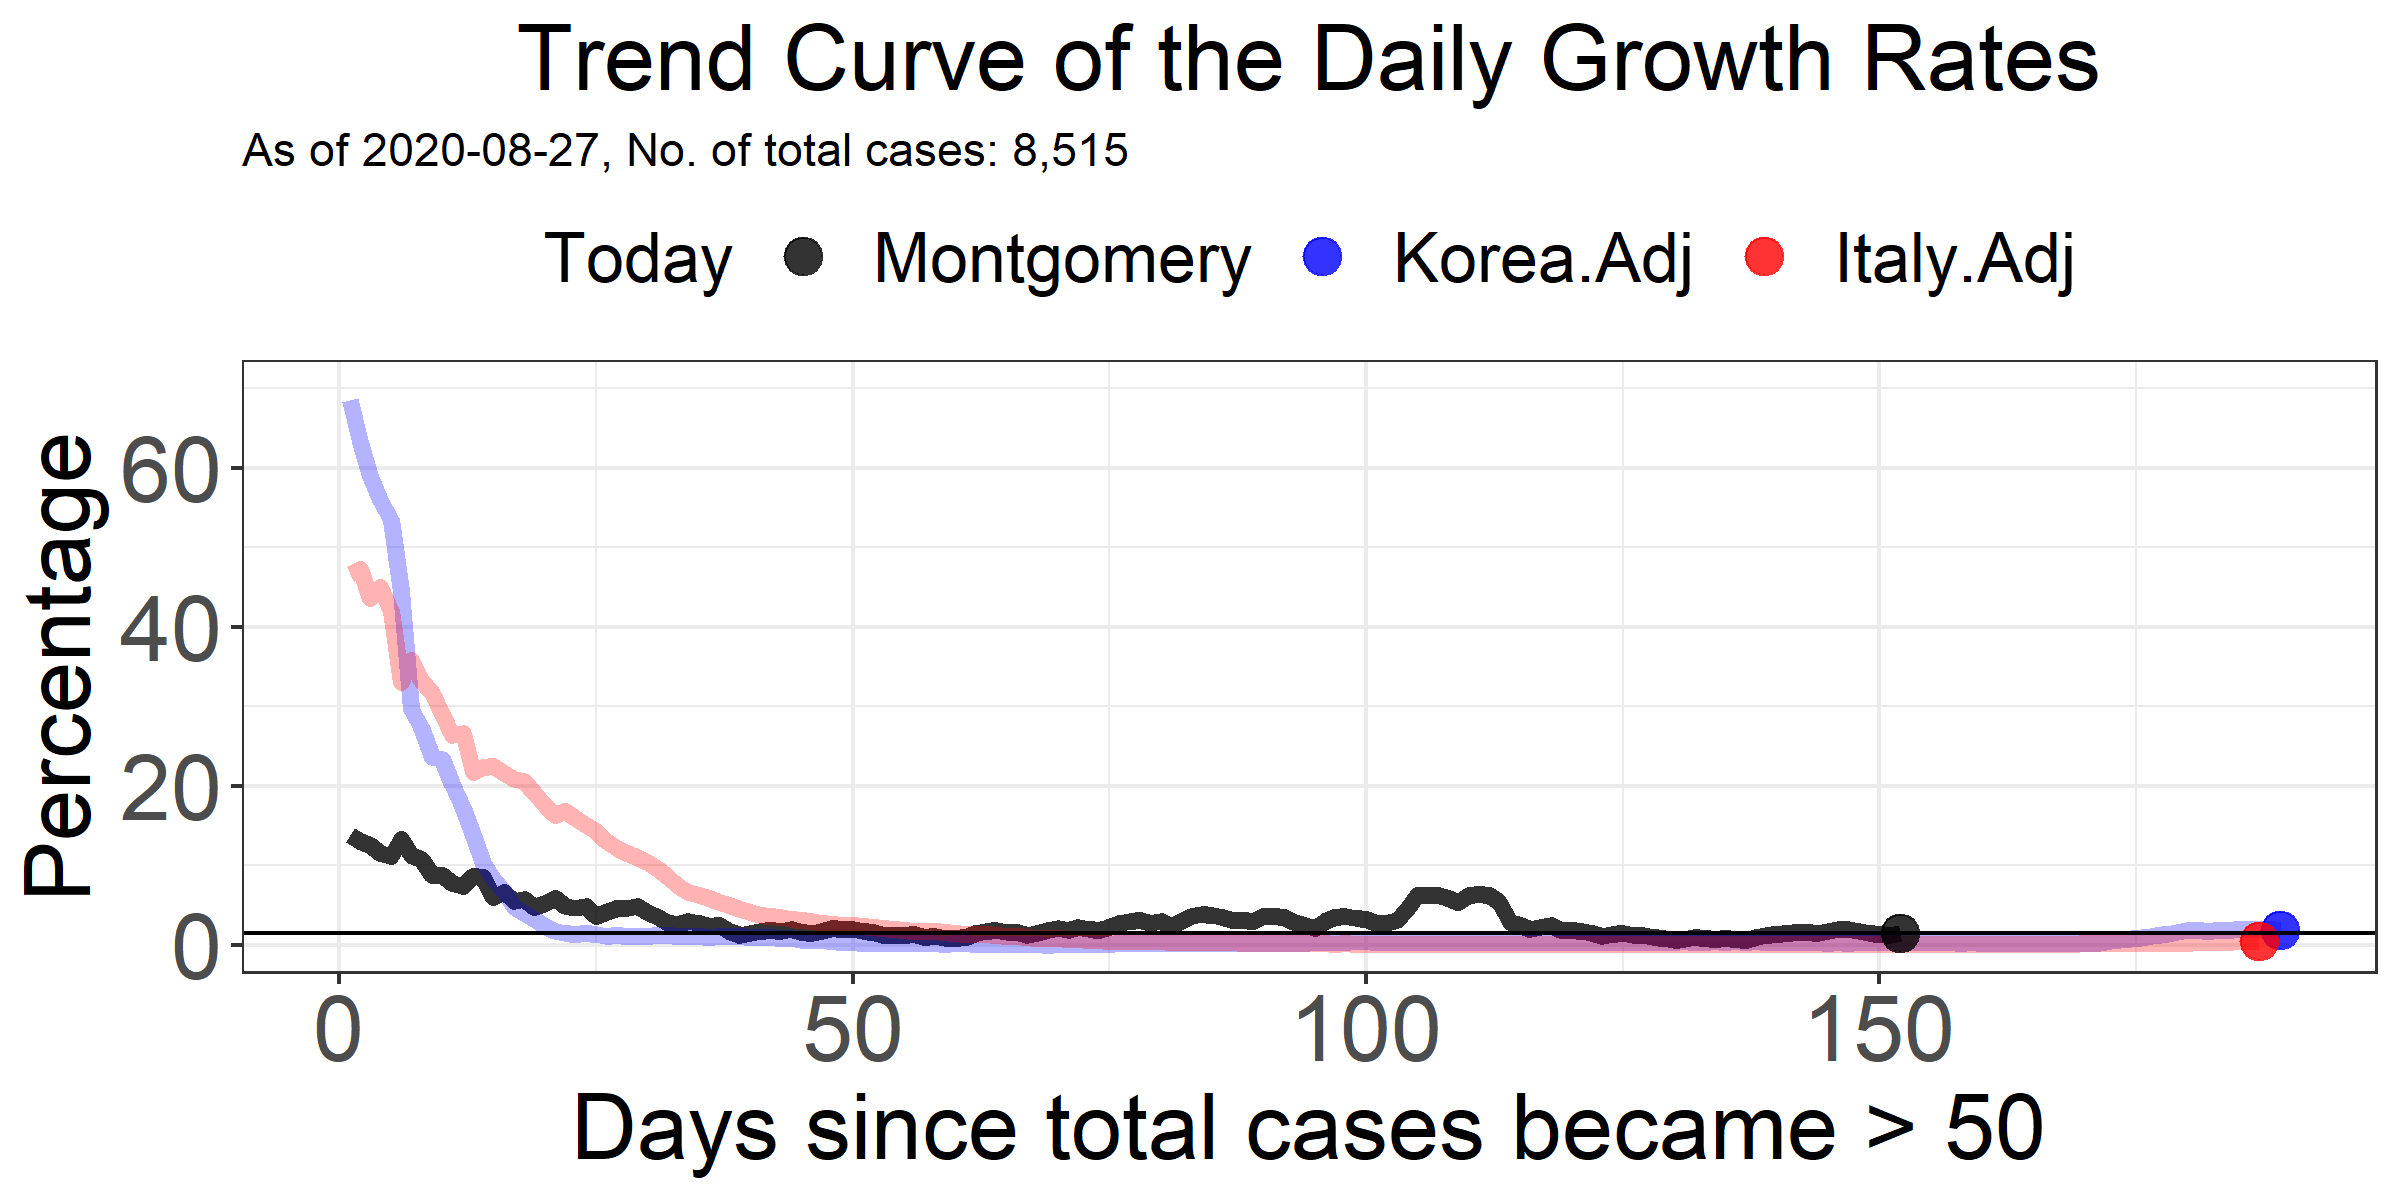 Trend Curve of the Daily Growth Rates
As of 2020-08-27, No. of total cases: 8,515
Today Montgomery Korea.Adj Italy.Adj
Percentage
60
40
20
0
0 50 100 150
Days since total cases became > 50